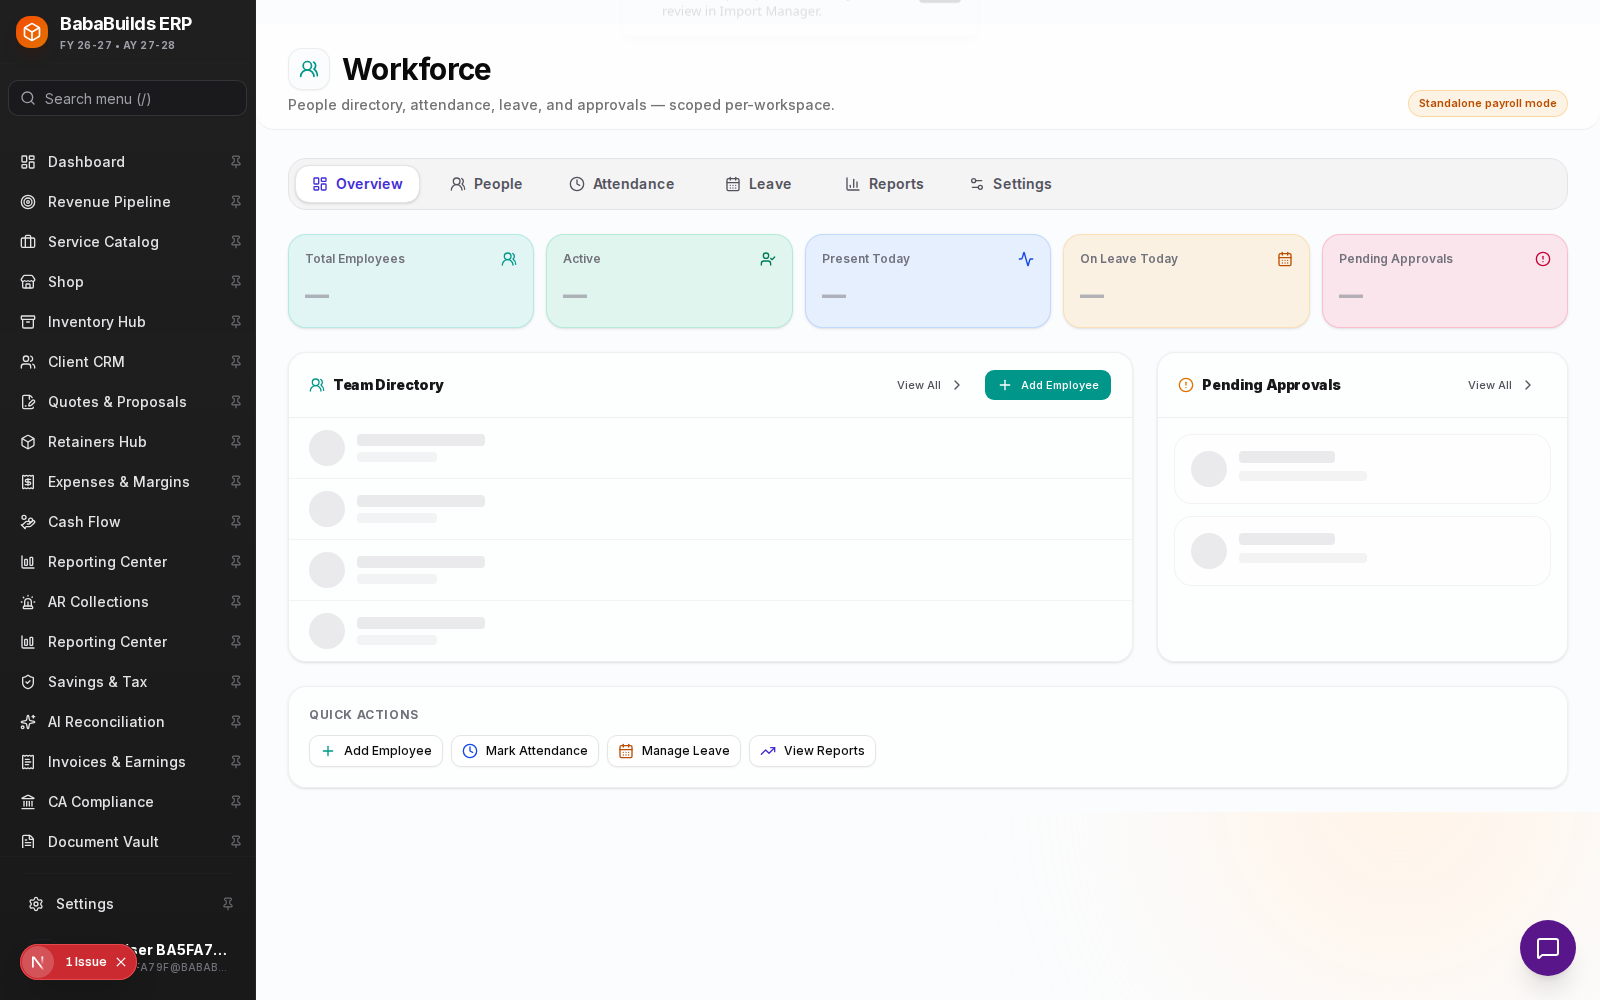 BabaBuilds ERP
FY 26-27 • AY 27-28
Search menu (/)
Dashboard
Revenue Pipeline
Service Catalog
Shop
Inventory Hub
Client CRM
Quotes & Proposals
Retainers Hub
Expenses & Margins
Cash Flow
Reporting Center
AR Collections
Reporting Center
Savings & Tax
AI Reconciliation
Invoices & Earnings
CA Compliance
Document Vault
Settings
ser BA5FA7...
FA79F@BABAB...
1 Issue
review in Import Manager.
Workforce
People directory, attendance, leave, and approvals — scoped per-workspace.
Standalone payroll mode
Overview
People
Attendance
Leave
Reports
Settings
Total Employees
—
Active
—
Present Today
—
On Leave Today
—
Pending Approvals
—
Team Directory
View All
Add Employee
Pending Approvals
View All
QUICK ACTIONS
Add Employee
Mark Attendance
Manage Leave
View Reports